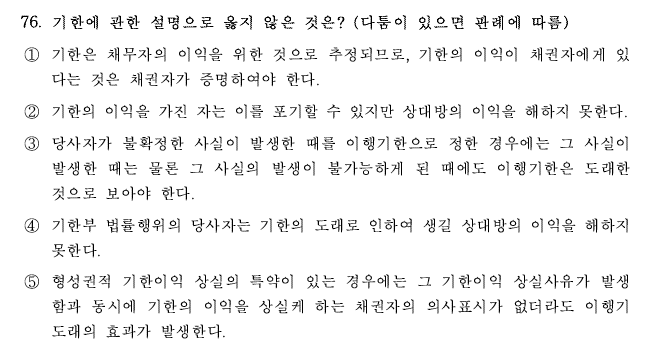 76. 기한에 관한 설명으로 옳지 않은 것은? (다툼이 있으면 판례에 따름)
① 기한은 채무자의 이익을 위한 것으로 추정되므로, 기한의 이익이 채권자에게 있
다는 것은 채권자가 증명하여야 한다.
② 기한의 이익을 가진 자는 이를 포기할 수 있지만 상대방의 이익을 해하지 못한다.
③ 당사자가 불확정한 사실이 발생한 때를 이행기한으로 정한 경우에는 그 사실이
발생한 때는 물론 그 사실의 발생이 불가능하게 된 때에도 이행기한은 도래한
것으로 보아야 한다.
④ 기한부 법률행위의 당사자는 기한의 도래로 인하여 생길 상대방의 이익을 해하지
못한다.
⑤ 형성권적 기한이익 상실의 특약이 있는 경우에는 그 기한이익 상실사유가 발생
함과 동시에 기한의 이익을 상실케 하는 채권자의 의사표시가 없더라도 이행기
도래의 효과가 발생한다.